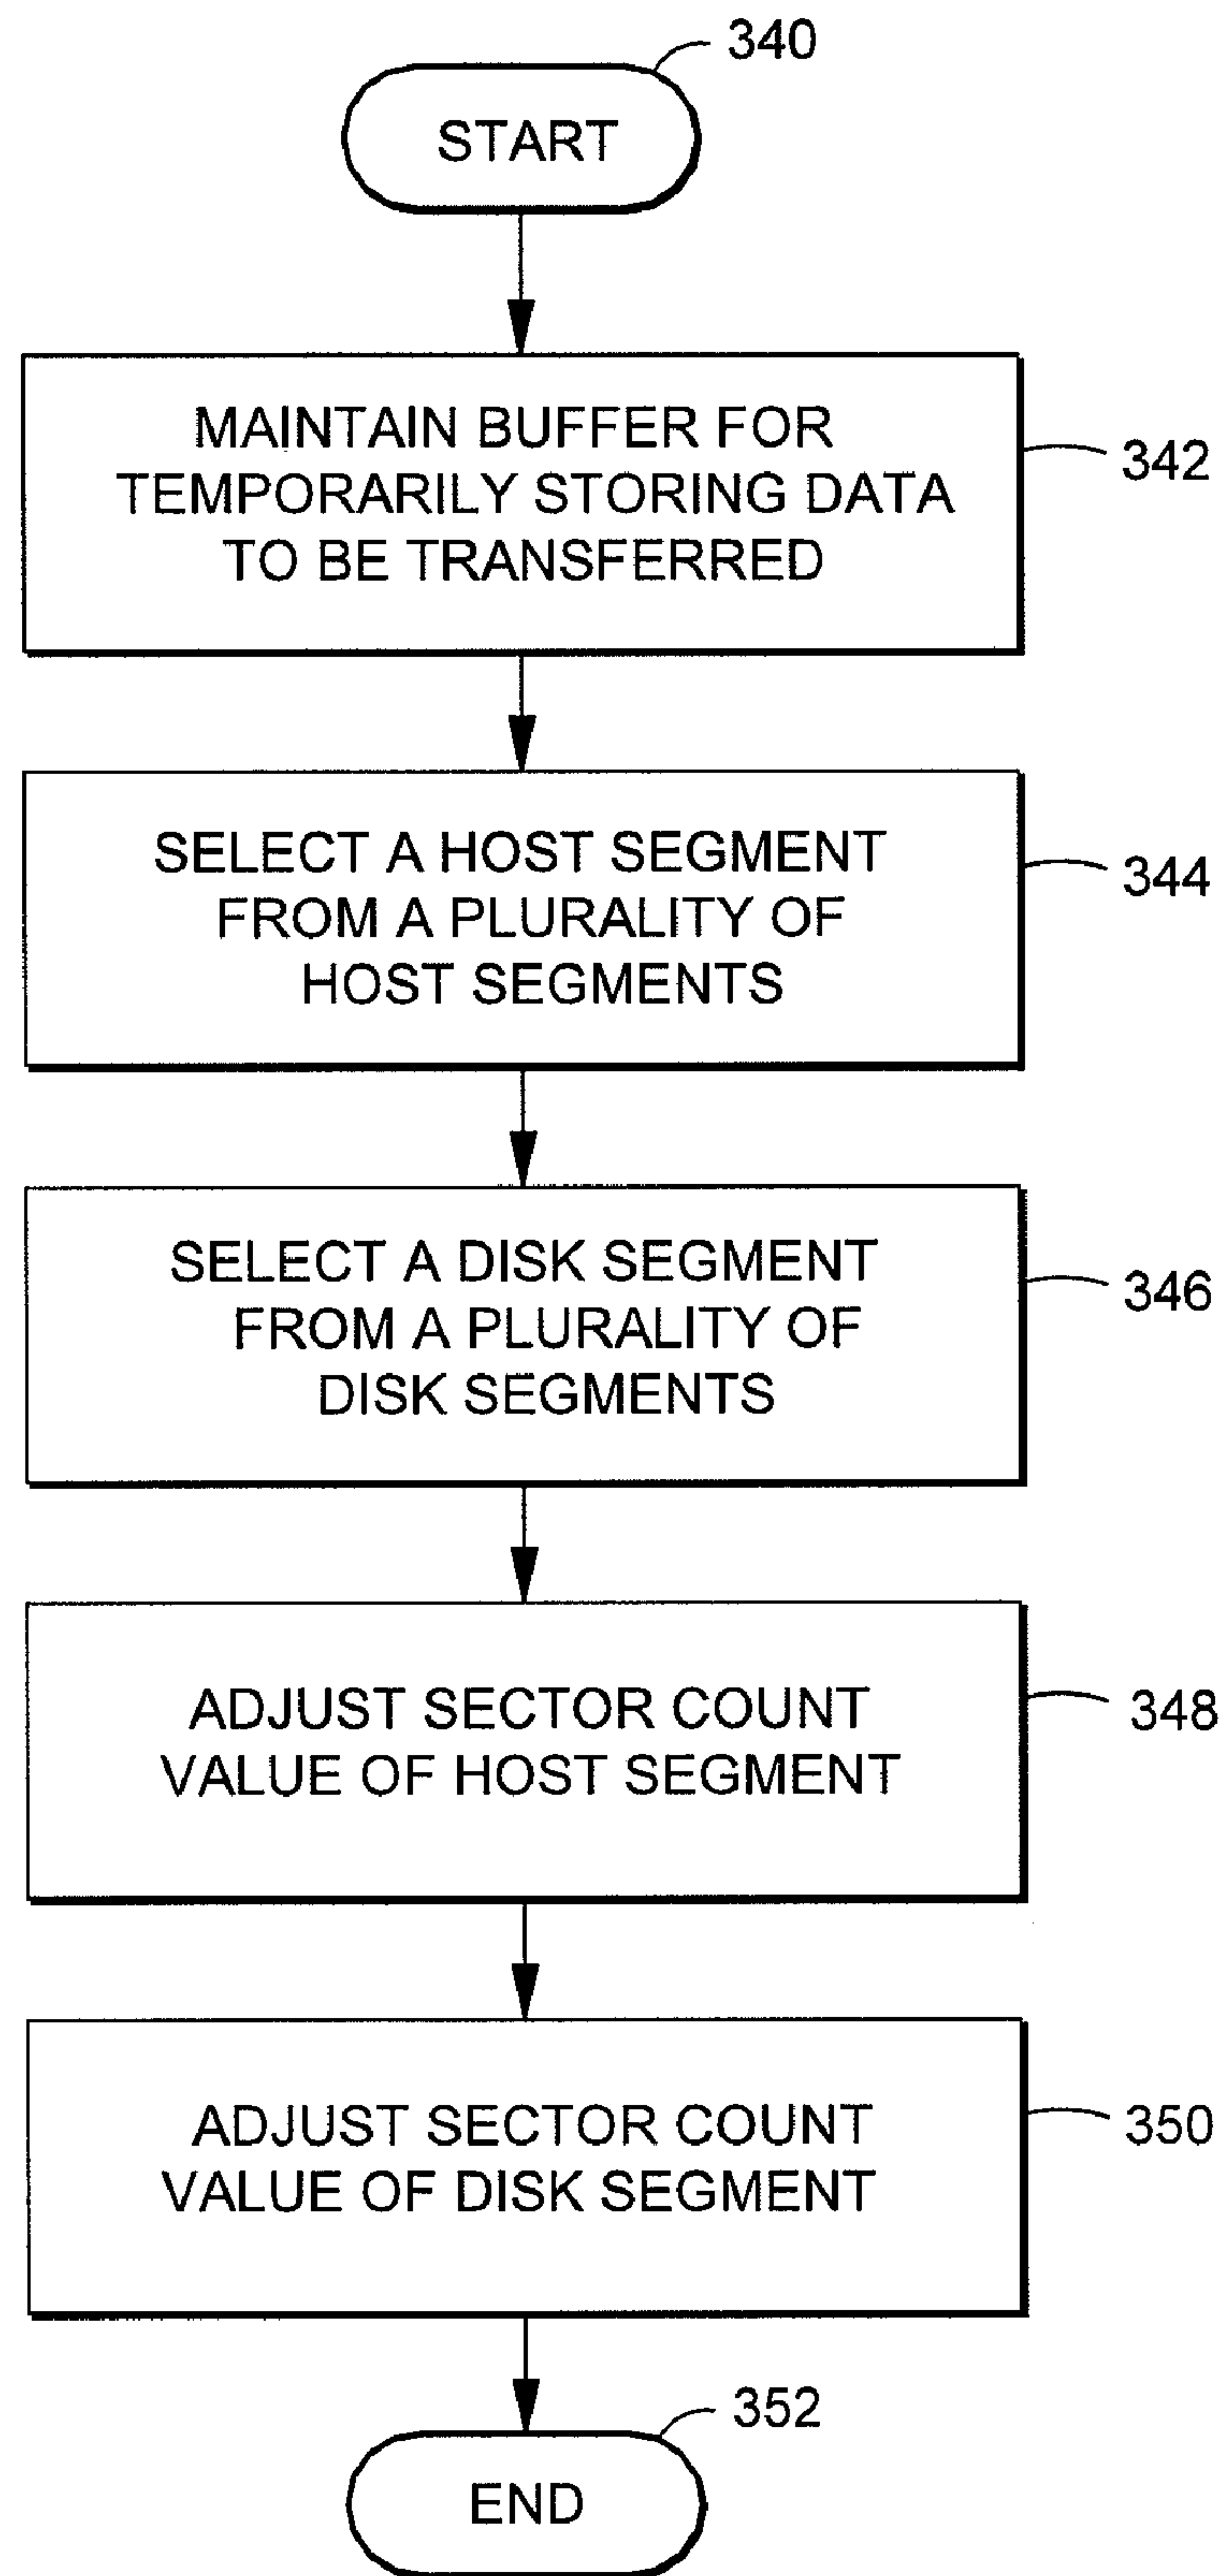 340
START
MAINTAIN BUFFER FOR
TEMPORARILY STORING DATA
TO BE TRANSFERRED
342
SELECT A HOST SEGMENT
FROM A PLURALITY OF
HOST SEGMENTS
344
SELECT A DISK SEGMENT
FROM A PLURALITY OF
DISK SEGMENTS
346
ADJUST SECTOR COUNT
VALUE OF HOST SEGMENT
348
ADJUST SECTOR COUNT
VALUE OF DISK SEGMENT
350
352
END